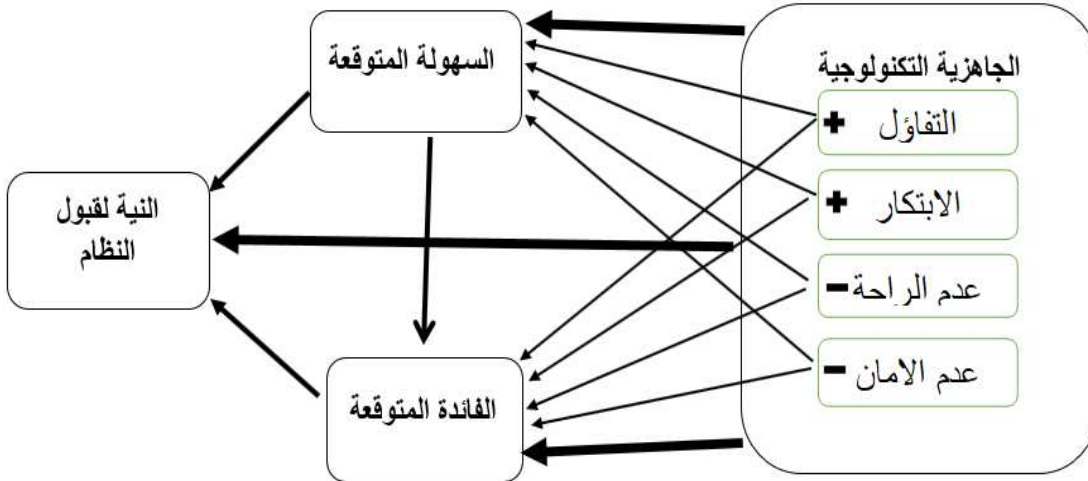 الجاهزية التكنولوجية
+ التفاؤل
+ الابتكار
- عدم الراحة
- عدم الامان
السهولة المتوقعة
الفائدة المتوقعة
النية لقبول
النظام